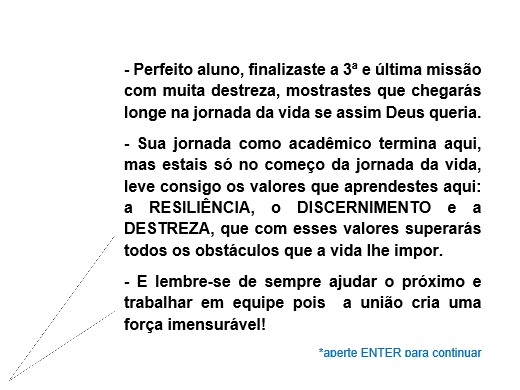 - Perfeito aluno, finalizaste a 3ª e última missão
com muita destreza, mostrastes que chegarás
longe na jornada da vida se assim Deus queria.
- Sua jornada como acadêmico termina aqui,
mas estais só no começo da jornada da vida,
leve consigo os valores que aprendestes aqui:
a RESILIÊNCIA, o DISCERNIMENTO e a
DESTREZA, que com esses valores superarás
todos os obstáculos que a vida lhe impor.
- E lembre-se de sempre ajudar o próximo e
trabalhar em equipe pois  a união cria uma
força imensurável!
*aperte ENTER para continuar